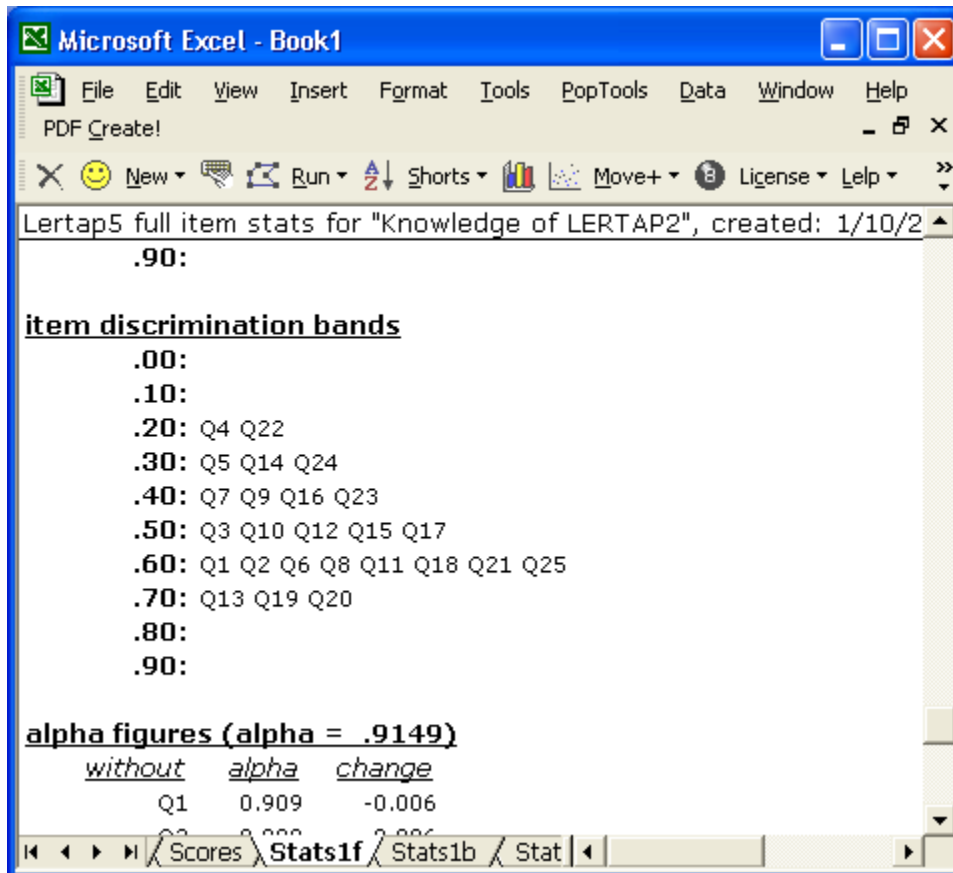 Microsoft Excel - Book1
File Edit View Insert Format Tools PopTools Data Window Help
PDF Create!
New Run Shorts Move+ License Lelp
Lertap5 full item stats for "Knowledge of LERTAP2", created: 1/10/2
.90:
item discrimination bands
.00:
.10:
.20: Q4 Q22
.30: Q5 Q14 Q24
.40: Q7 Q9 Q16 Q23
.50: Q3 Q10 Q12 Q15 Q17
.60: Q1 Q2 Q6 Q8 Q11 Q18 Q21 Q25
.70: Q13 Q19 Q20
.80:
.90:
alpha figures (alpha = .9149)
without alpha change
Q1 0.909 -0.006
Scores Stats1f Stats1b Stat